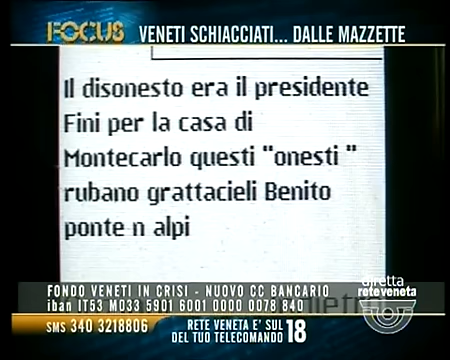 FOCUS VENETI SCHIACCIATI... DALLE MAZZETTE
Il disonesto era il presidente
Fini per la casa di
Montecarlo questi "onesti "
rubano grattacieli Benito
ponte n alpi
diretta
reteveneta
FONDO VENETI IN CRISI - NUOVO CC BANCARIO
iban IT53 M033 5901 6001 0000 0078 840
SMS 340 3218806
RETE VENETA E' SUL
DEL TUO TELECOMANDO 18